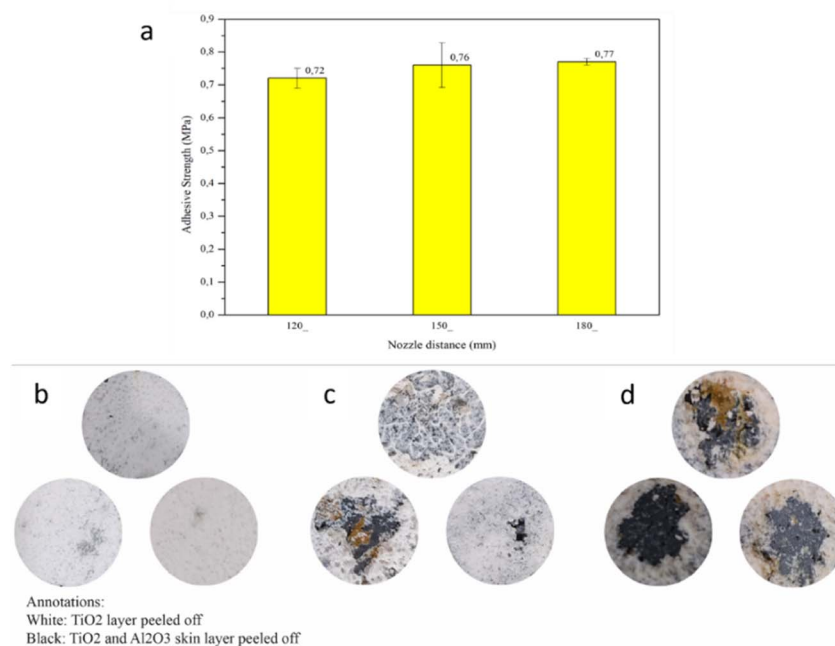 a
0,9
0,8
0,7
0,6
0,5
0,4
0,3
0,2
0,1
0,0
Adhesive Strength (MPa)
0,72
0,76
0,77
120_
150_
180_
Nozzle distance (mm)
b
c
d
Annotations:
White: TiO2 layer peeled off
Black: TiO2 and Al2O3 skin layer peeled off